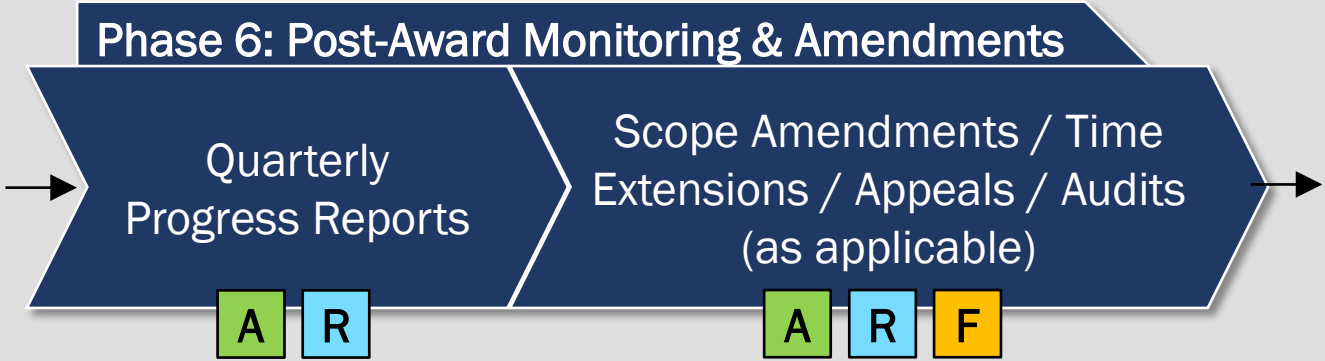 Phase 6: Post-Award Monitoring & Amendments
Quarterly
Progress Reports
Scope Amendments / Time
Extensions / Appeals / Audits
(as applicable)
A R
A R F